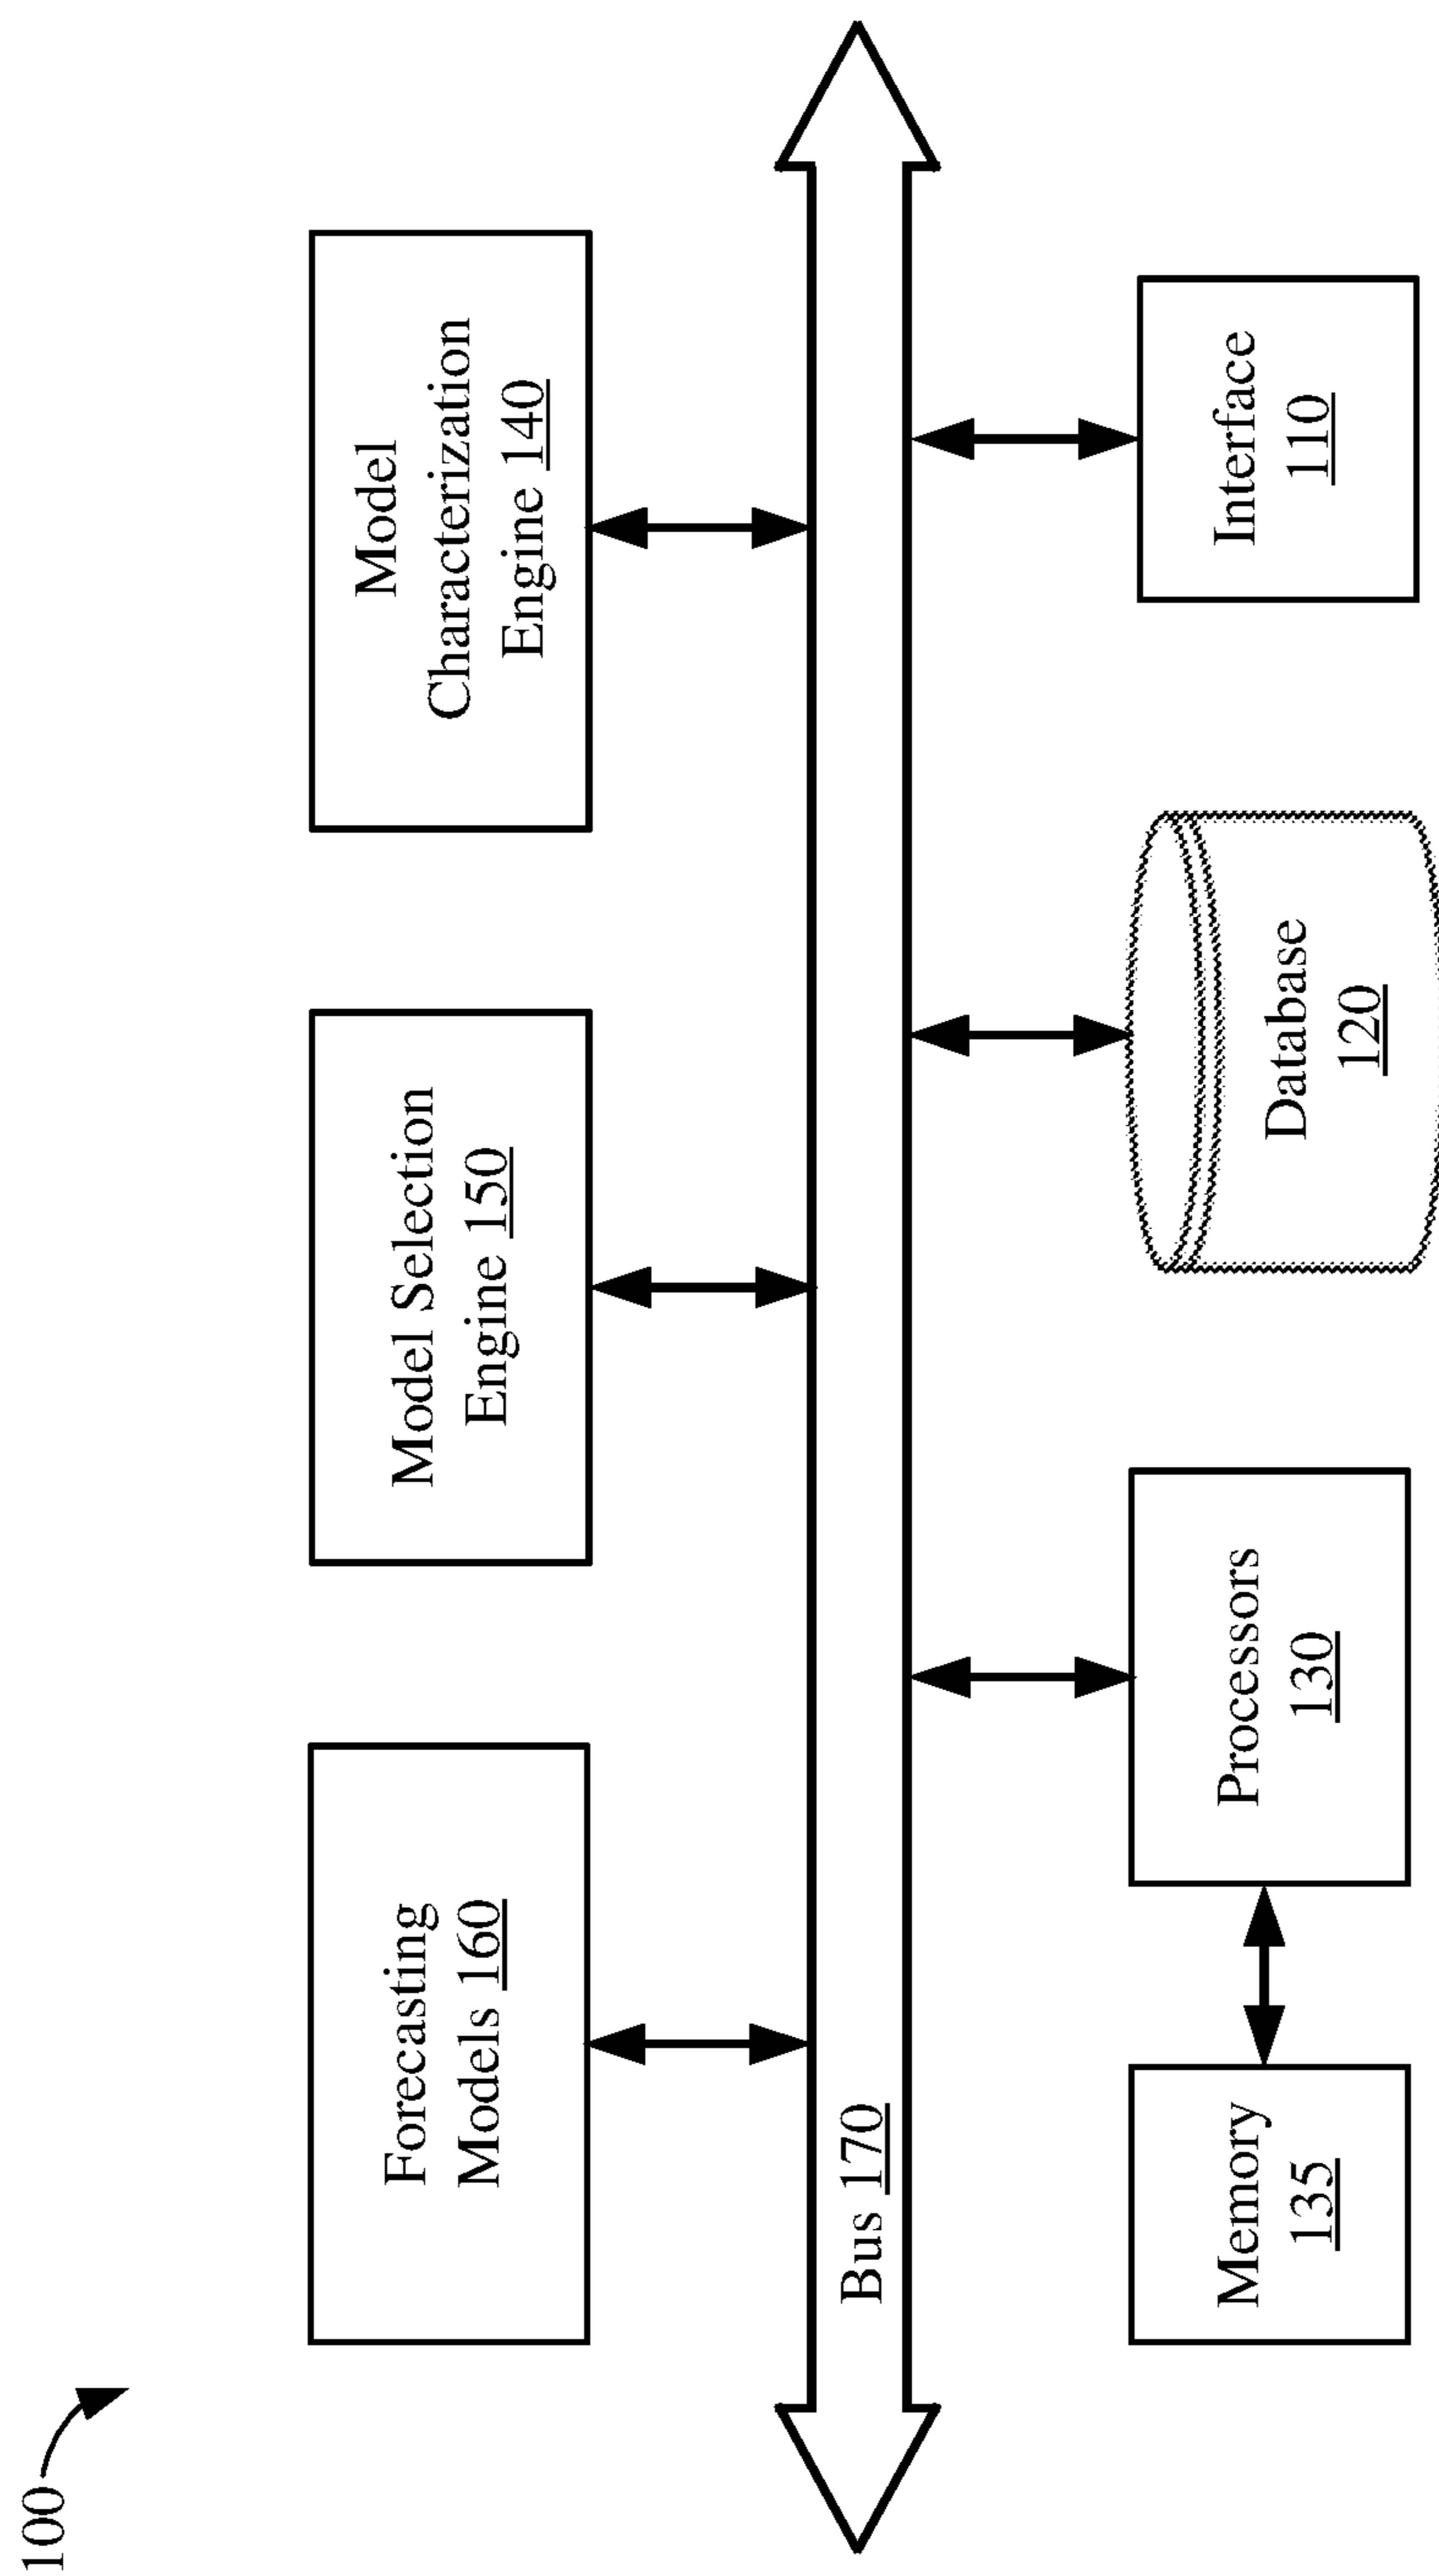 100
Forecasting
Models 160
Model Selection
Engine 150
Model
Characterization
Engine 140
Bus 170
Memory
135
Processors
130
Database
120
Interface
110